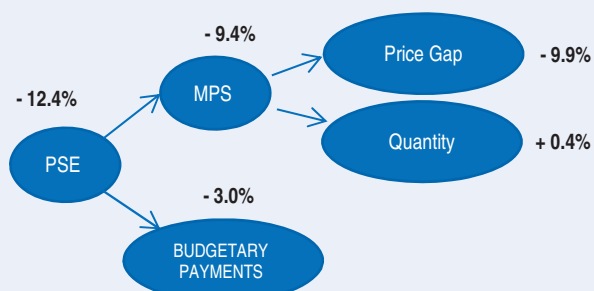 - 9.4%
Price Gap
- 9.9%
- 12.4%
MPS
Quantity
+ 0.4%
PSE
- 3.0%
BUDGETARY
PAYMENTS